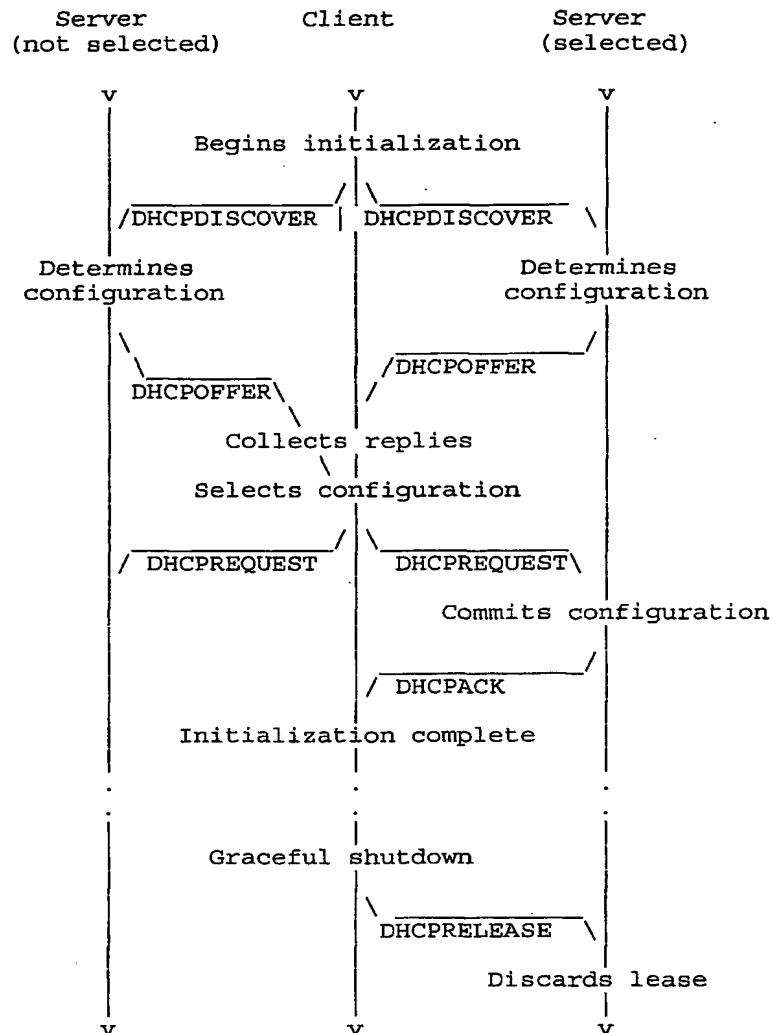 Server Client Server
(not selected) (selected)
v v v
Begins initialization
DHCPDISCOVER DHCPDISCOVER
Determines Determines
configuration configuration
DHCPOFFER
DHCPOFFER
Collects replies
Selects configuration
DHCPREQUEST DHCPREQUEST
Commits configuration
DHCPACK
Initialization complete
Graceful shutdown
DHCPRELEASE
Discards lease
v v v